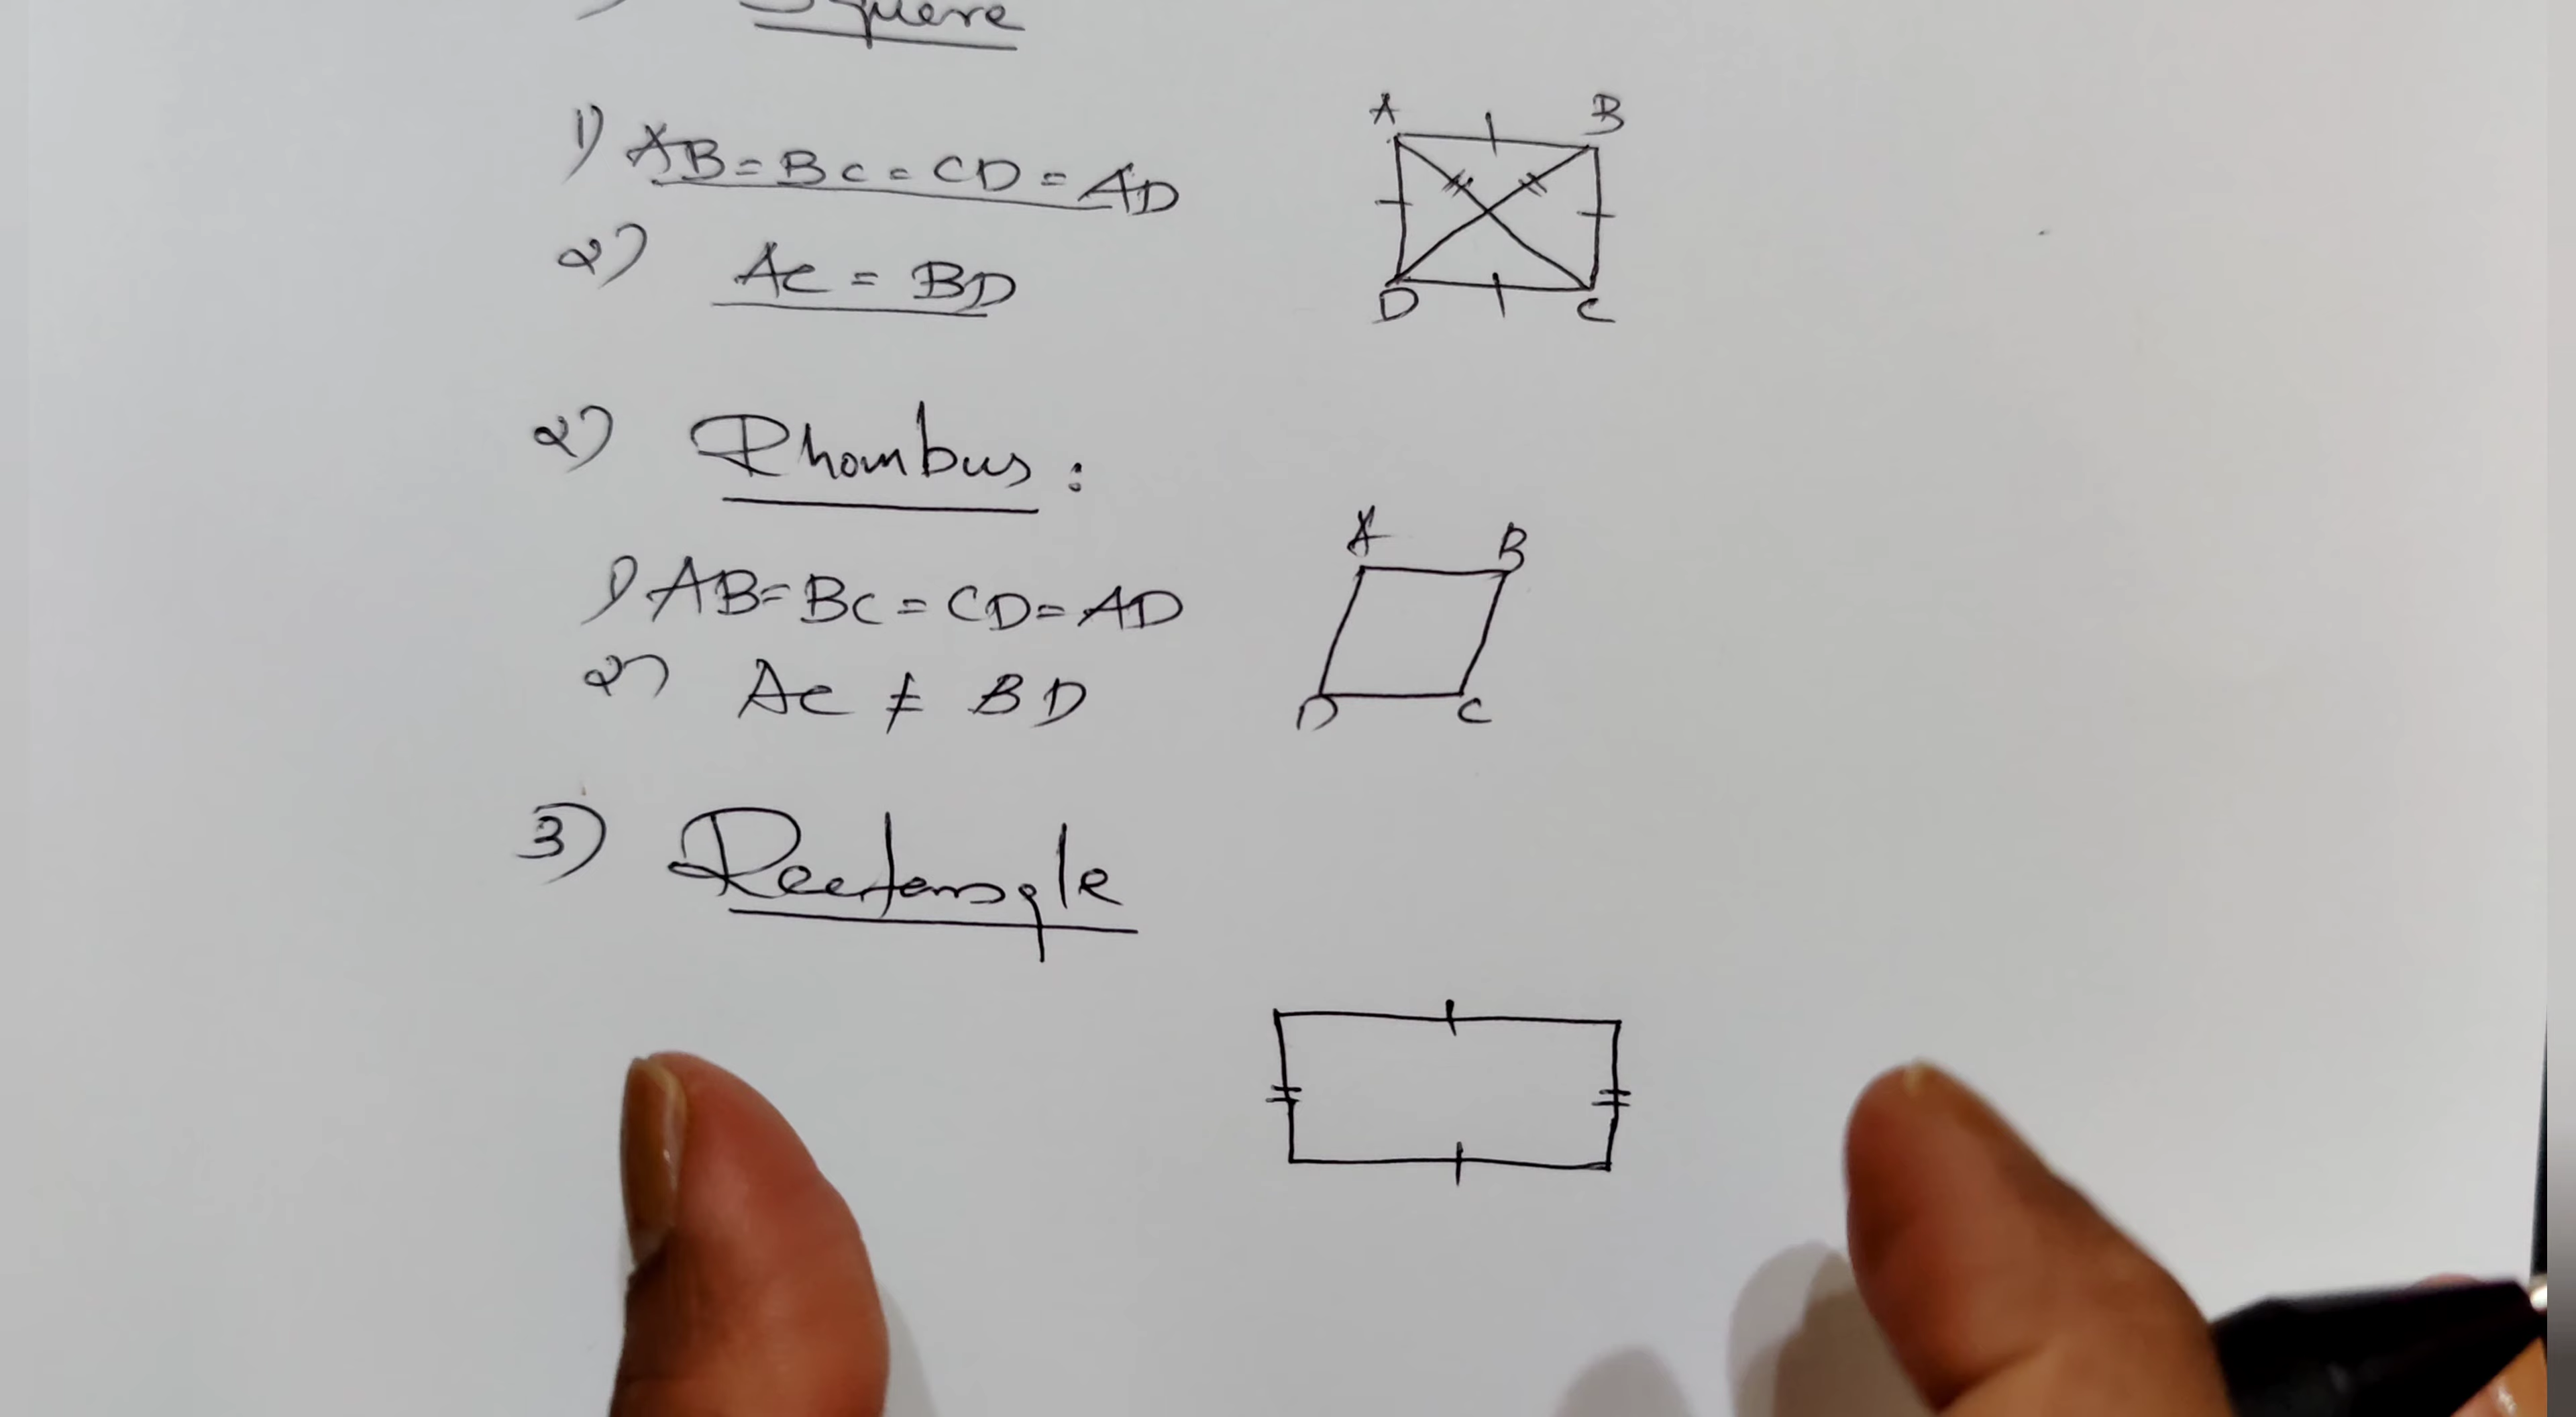 Square
1) AB = BC = CD = AD
A B
2) AC = BD
D C
2) Rhombus :
A B
1) AB = BC = CD = AD
2) AC ≠ BD
D C
3) Rectangle